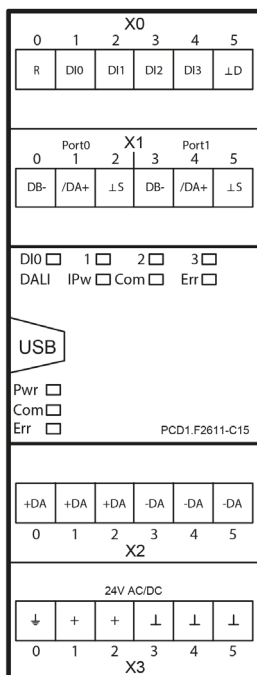 X0
0 1 2 3 4 5
R DI0 DI1 DI2 DI3 ⊥D
Port0 X1 Port1
0 1 2 3 4 5
DB- /DA+ ⊥S DB- /DA+ ⊥S
DI0 1 2 3
DALI IPw Com Err
USB
Pwr
Com
Err PCD1.F2611-C15
+DA +DA +DA -DA -DA -DA
0 1 2 3 4 5
X2
24V AC/DC
⏚ + + ⊥ ⊥ ⊥
0 1 2 3 4 5
X3